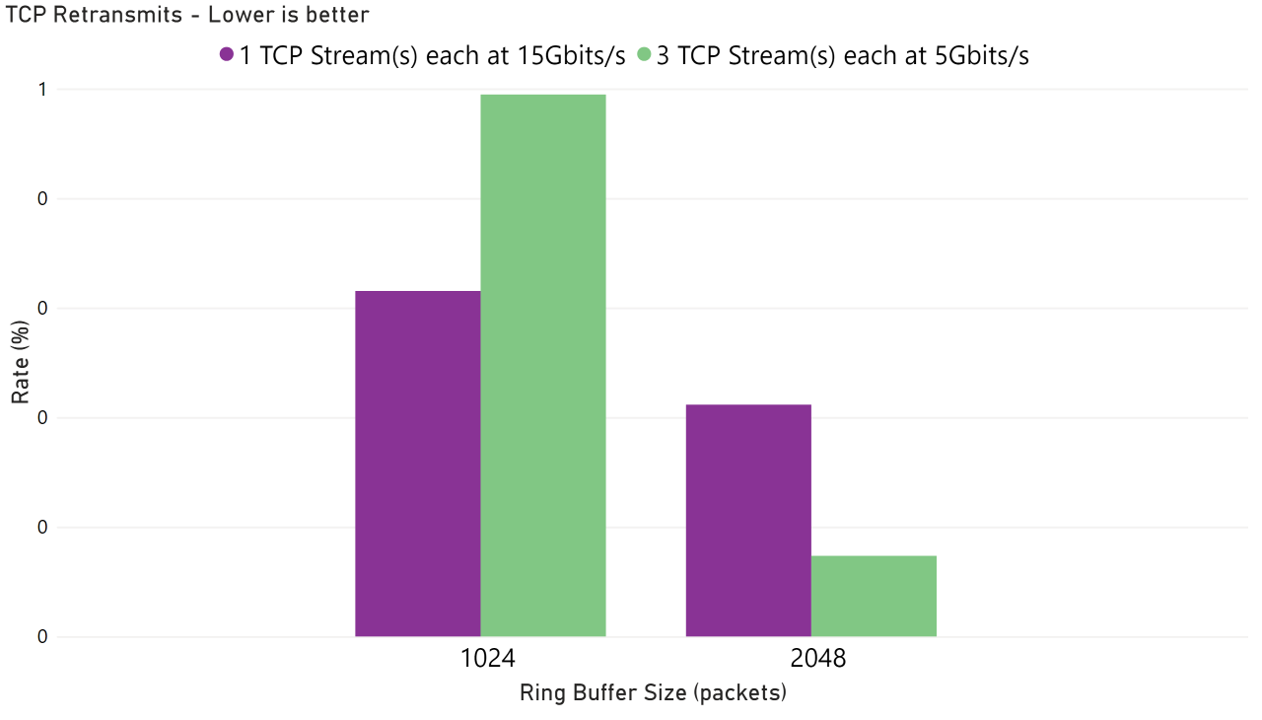 TCP Retransmits - Lower is better
1 TCP Stream(s) each at 15Gbits/s 3 TCP Stream(s) each at 5Gbits/s
1
0
0
0
0
0
Rate (%)
1024 2048
Ring Buffer Size (packets)